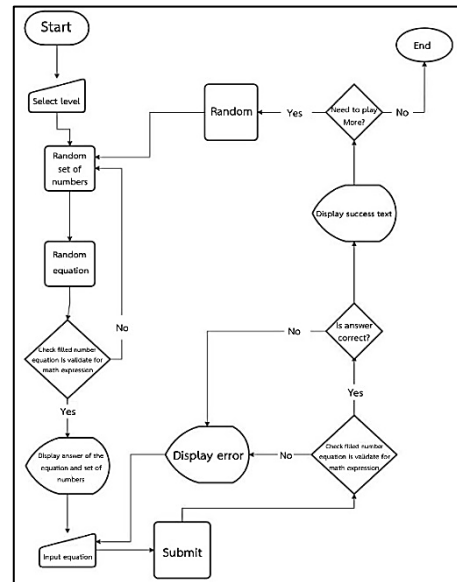 Start
End
Select level
Random
Yes
Need to play
More?
No
Random
set of
numbers
Display success text
Random
equation
No
No
Is answer
correct?
Check filled number
equation is validate for
math expression
Yes
Yes
Display answer of the
equation and set of
numbers
Display error
No
Check filled number
equation is validate for
math expression
Input equation
Submit